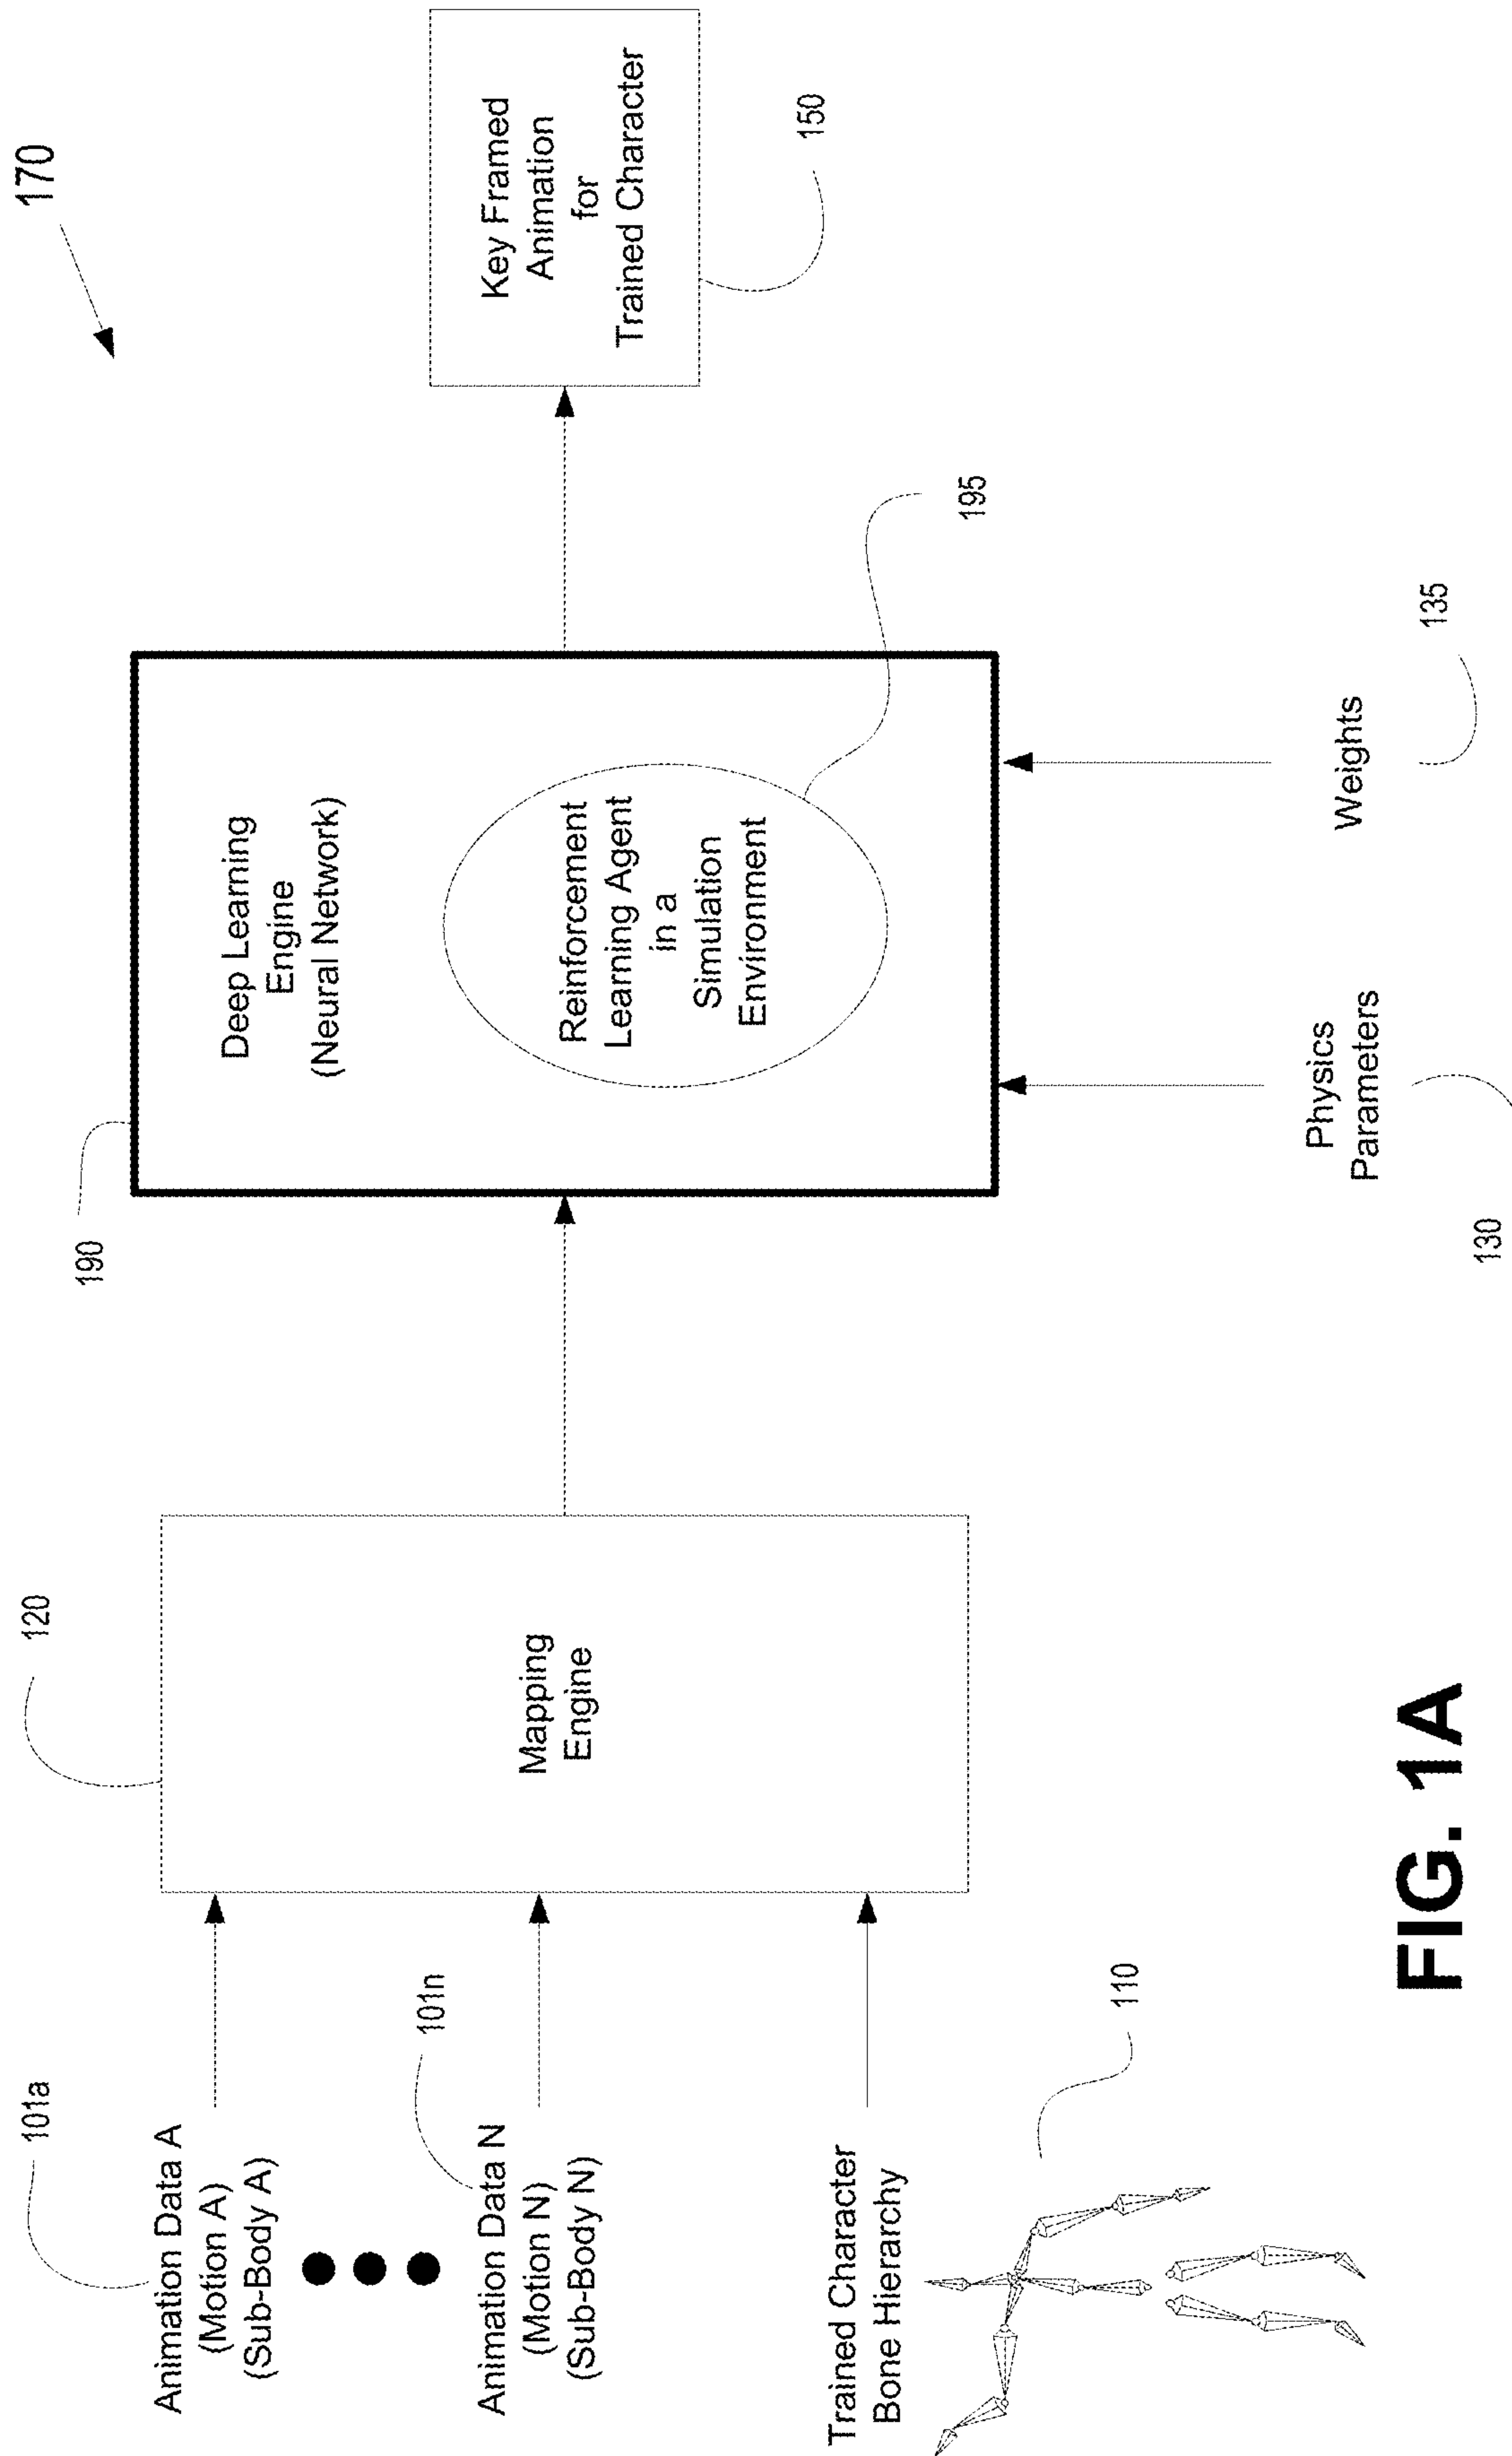 170
101a
Animation Data A
(Motion A)
(Sub-Body A)
101n
Animation Data N
(Motion N)
(Sub-Body N)
Trained Character
Bone Hierarchy
110
120
Mapping
Engine
190
Deep Learning
Engine
(Neural Network)
Reinforcement
Learning Agent
in a
Simulation
Environment
195
Physics
Parameters
130
Weights
135
Key Framed
Animation
for
Trained Character
150
FIG. 1A